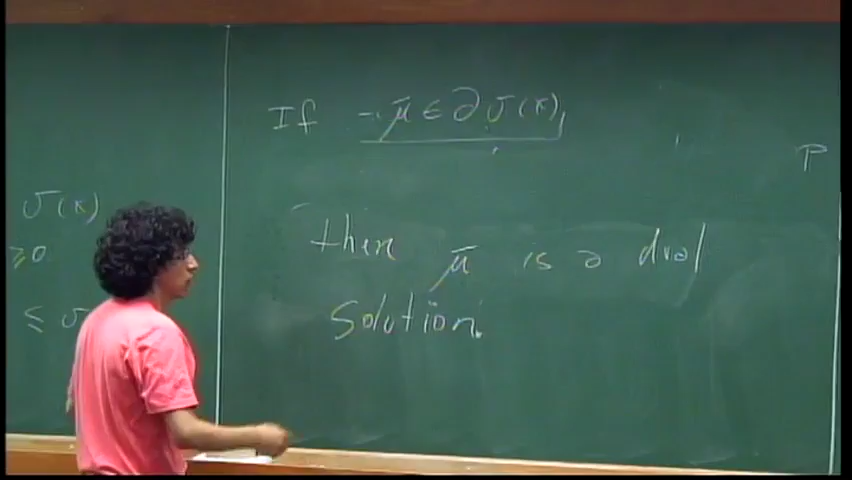 σ(x)
≥0
≤ σ
If -μ̄ ∈ ∂σ(x),
P
then μ̄ is a dual
solution.